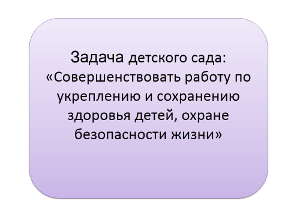 Задача детского сада:
«Совершенствовать работу по
укреплению и сохранению
здоровья детей, охране
безопасности жизни»